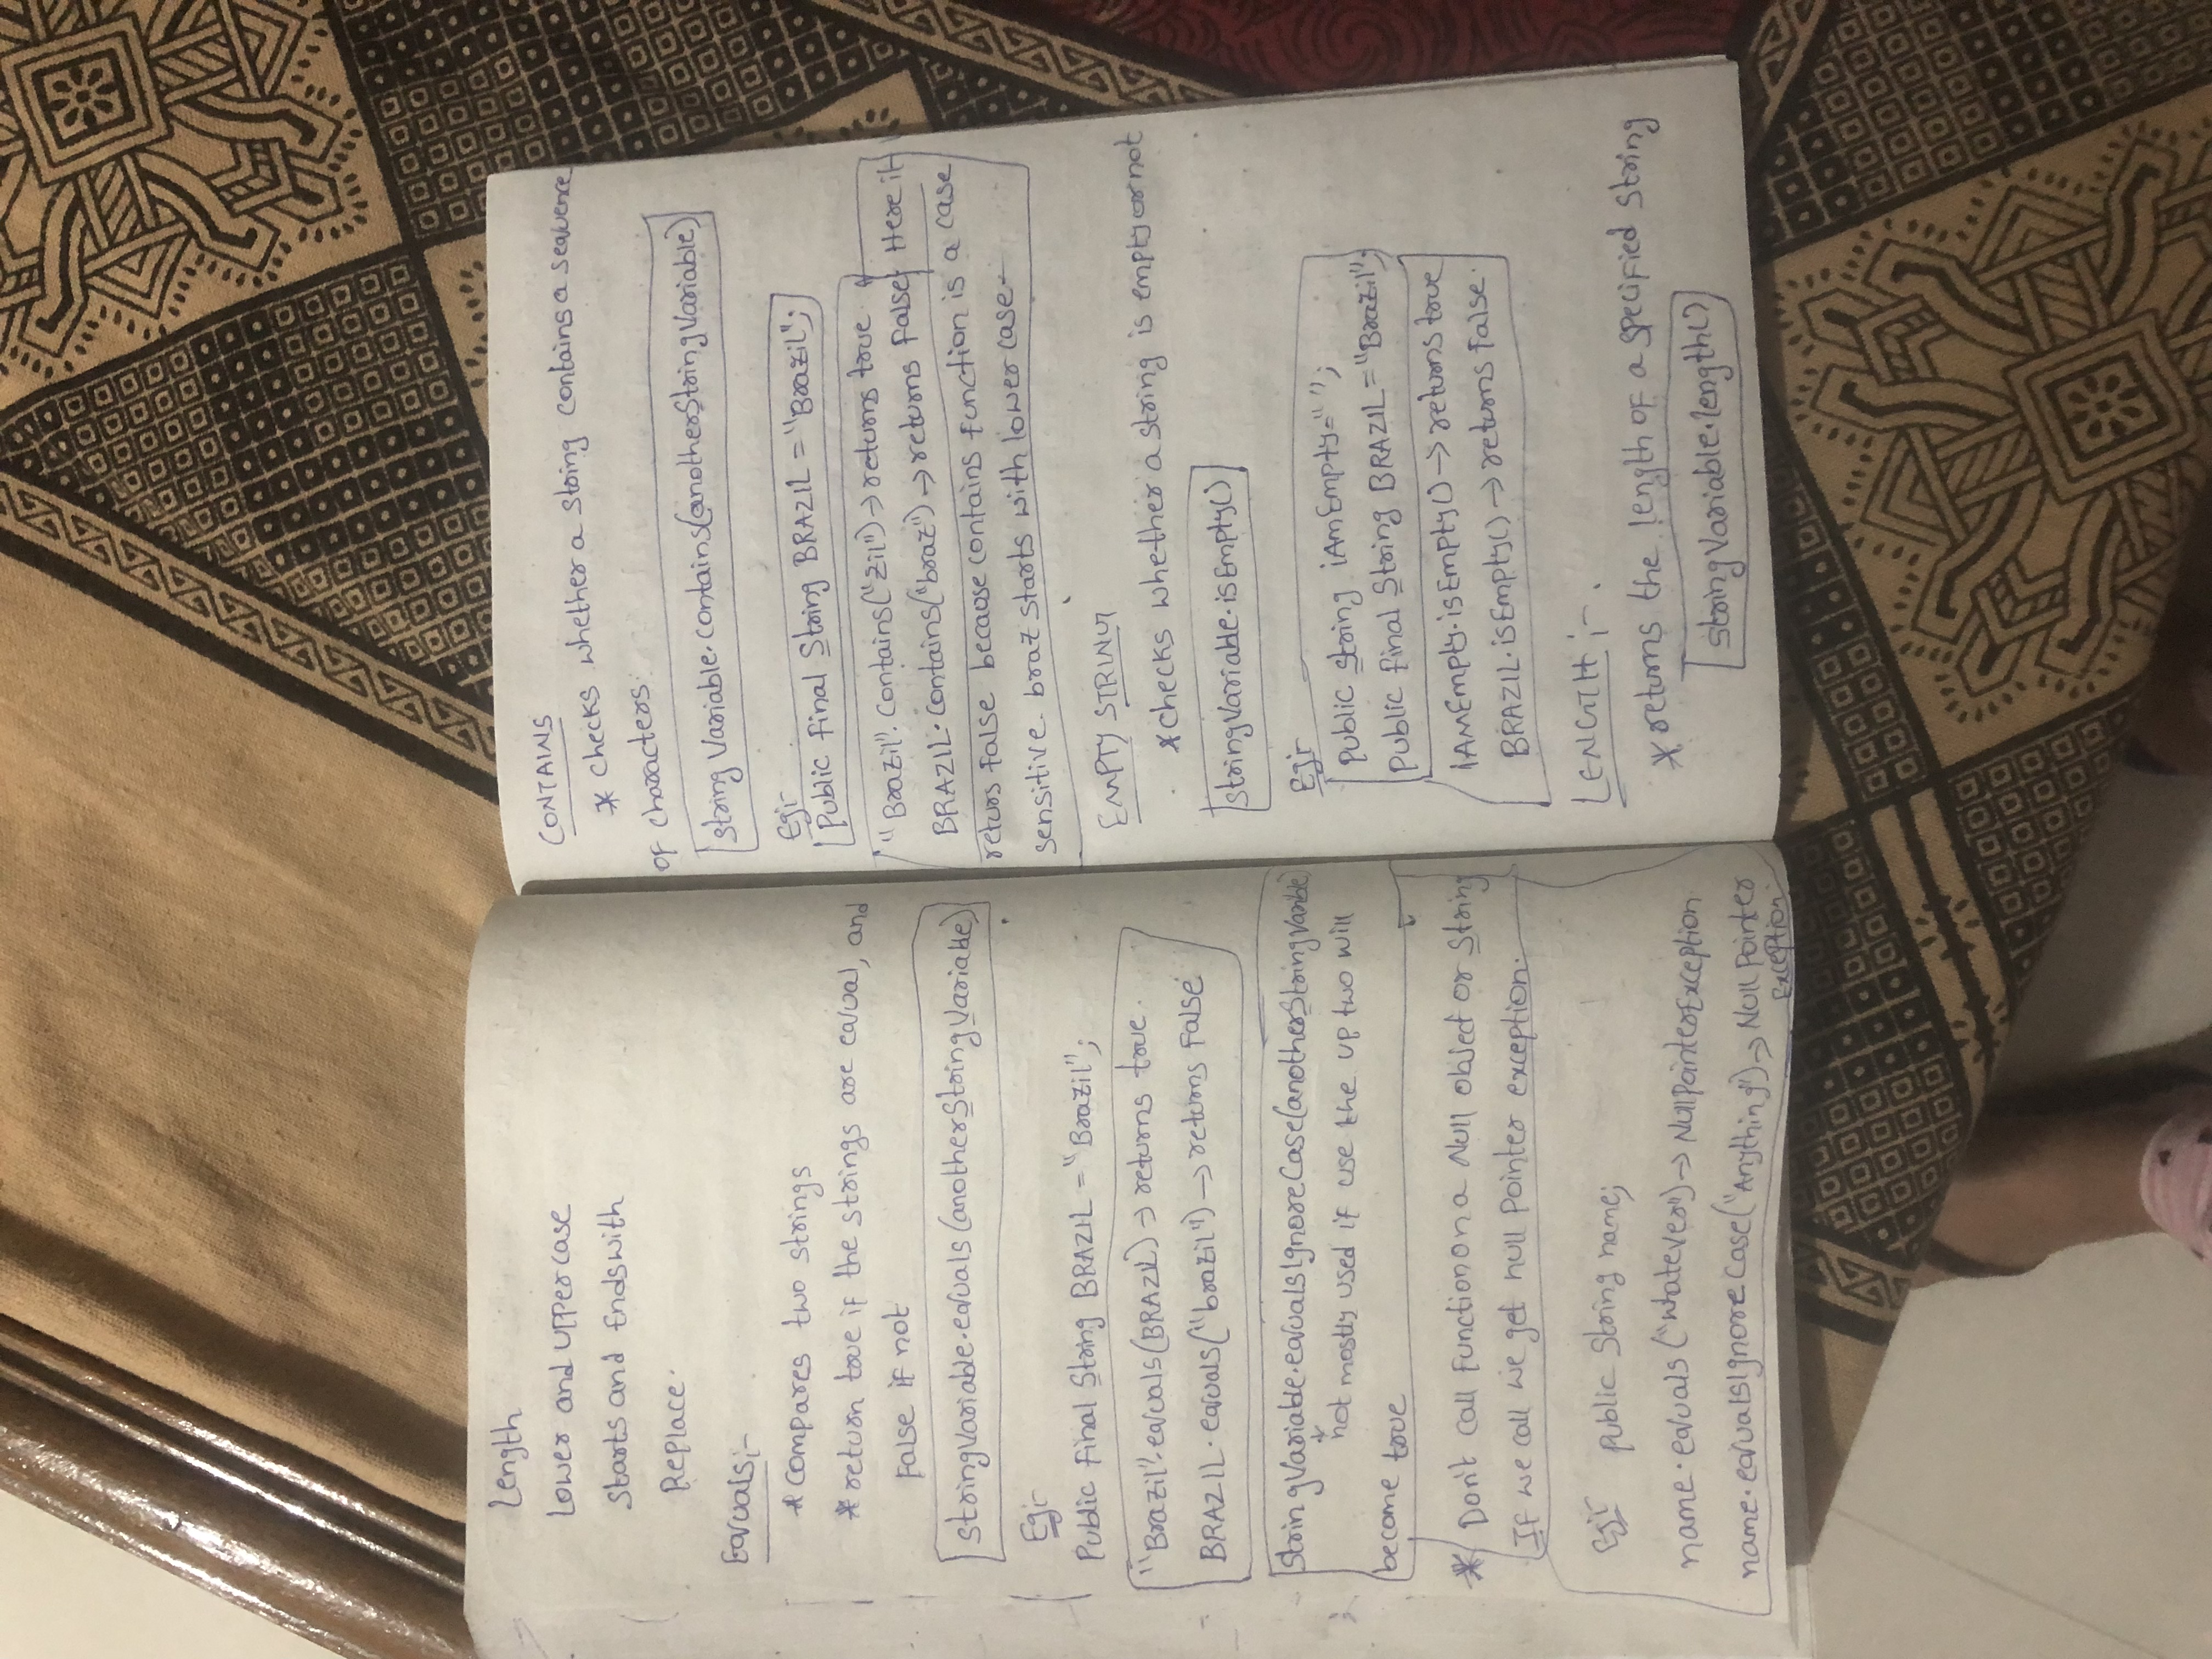 Length
Lower and uppercase
Starts and Endswith
Replace.
Equals:-
* compares two strings
* return true if the strings are equal, and
False if not
stringVariable.equals(anotherStringVariable)
Eg:-
Public Final String BRAZIL = "Brazil";
"Brazil".equals(BRAZIL) → returns true.
BRAZIL.equals("brazil") → returns False
StringVariable.equalsIgnoreCase(anotherStringVarible)
not mostly used if use the up two will
become true
* Don't call Function on a Null object or String
If we call we get null Pointer exception.
Eg:- public String name;
name.equals("whatever") → NullPointerException
name.equalsIgnoreCase("Anything") → Null Pointer
Exception.
CONTAINS
* checks whether a string contains a sequence
of characters.
string Variable.contains(anotherStringVariable)
Eg:-
Public final String BRAZIL = "Brazil";
"Brazil".contains("zil") → returns true
BRAZIL.contains("braz") → returns False Here it
returs False because contains function is a case
sensitive. braz starts with lower case
EMPTY STRING
* checks whether a string is empty or not
stringVariable.isEmpty()
Eg:-
Public String iAmEmpty="";
Public final String BRAZIL = "Brazil";
iAmEmpty.isEmpty() → returns true
BRAZIL.isEmpty() → returns False.
LENGTH :-
* returns the length of a specified String
stringVariable.length()